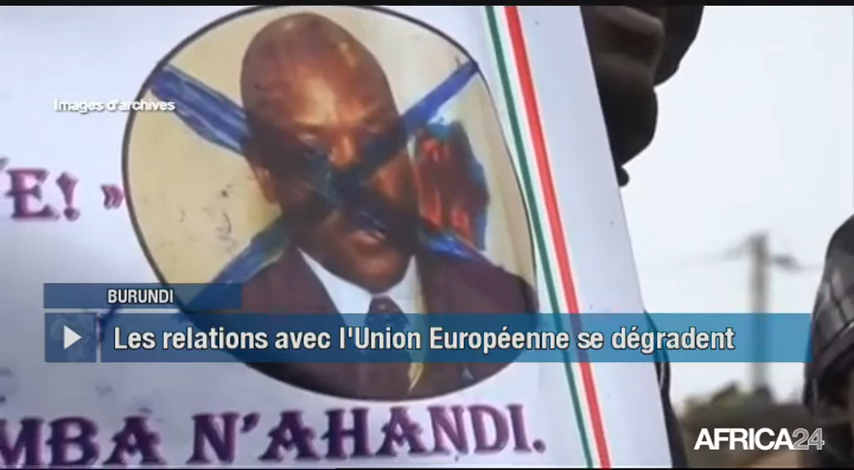 Images d'archives
E! »
BURUNDI
Les relations avec l'Union Européenne se dégradent
MBA N'AHANDI.
AFRICA24